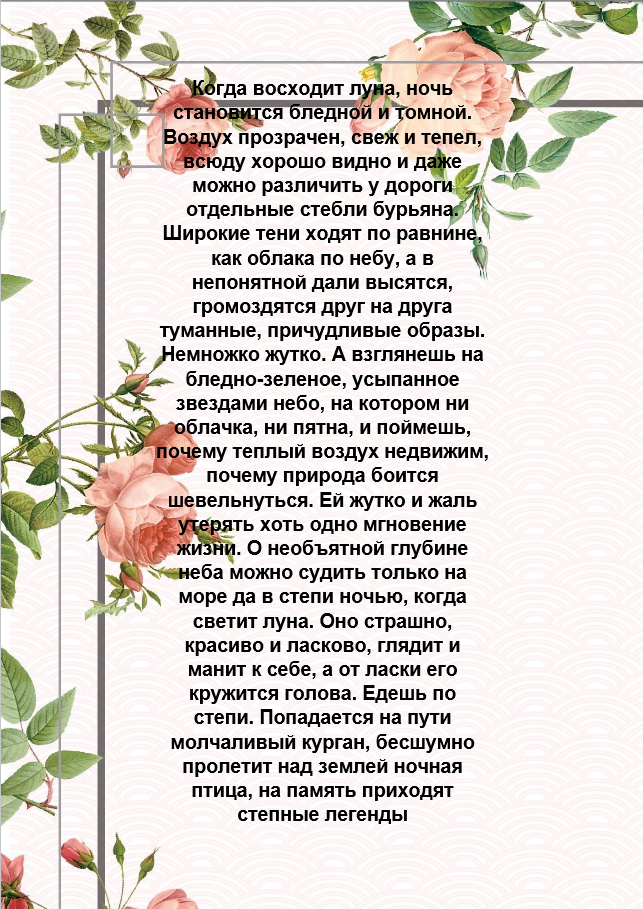 Когда восходит луна, ночь
становится бледной и томной.
Воздух прозрачен, свеж и тепел,
всюду хорошо видно и даже
можно различить у дороги
отдельные стебли бурьяна.
Широкие тени ходят по равнине,
как облака по небу, а в
непонятной дали высятся,
громоздятся друг на друга
туманные, причудливые образы.
Немножко жутко. А взглянешь на
бледно-зеленое, усыпанное
звездами небо, на котором ни
облачка, ни пятна, и поймешь,
почему теплый воздух недвижим,
почему природа боится
шевельнуться. Ей жутко и жаль
утерять хоть одно мгновение
жизни. О необъятной глубине
неба можно судить только на
море да в степи ночью, когда
светит луна. Оно страшно,
красиво и ласково, глядит и
манит к себе, а от ласки его
кружится голова. Едешь по
степи. Попадается на пути
молчаливый курган, бесшумно
пролетит над землей ночная
птица, на память приходят
степные легенды